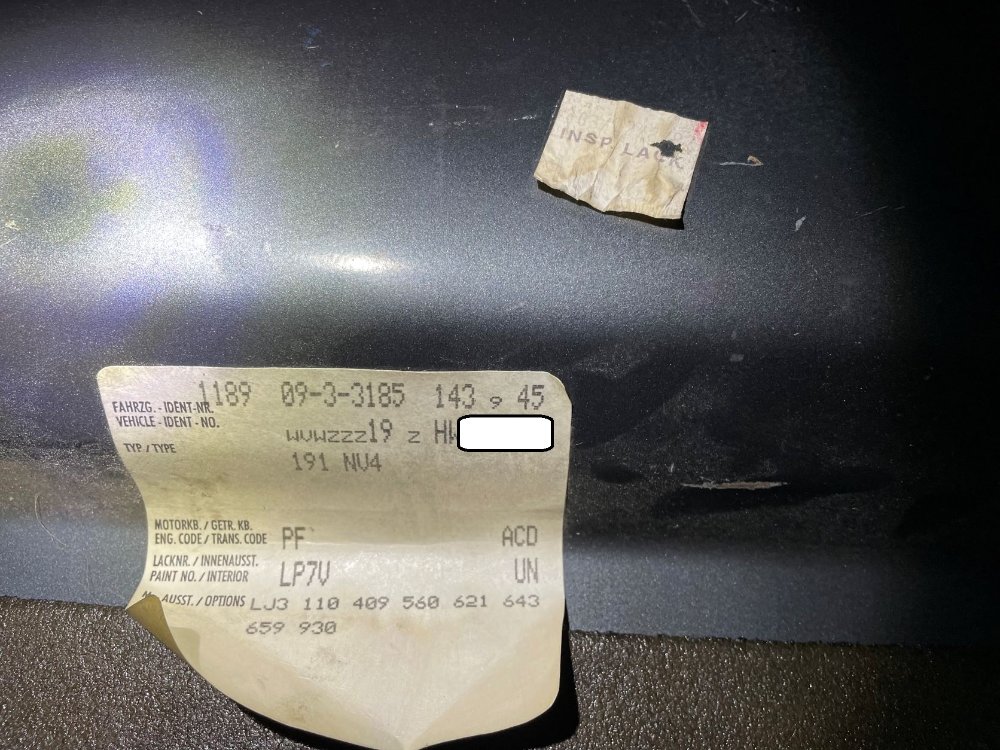 INSP LACK
1189 09-3-3185 143 9 45
FAHRZG. - IDENT-NR.
VEHICLE - IDENT - NO.
WVWZZZ19 Z HW
TYP / TYPE
191 NV4
MOTORKB. / GETR. KB.
ENG. CODE / TRANS. CODE PF ACD
LACKNR. / INNENAUSST.
PAINT NO. / INTERIOR LP7V UN
M.-AUSST. / OPTIONS LJ3 110 409 560 621 643
659 930